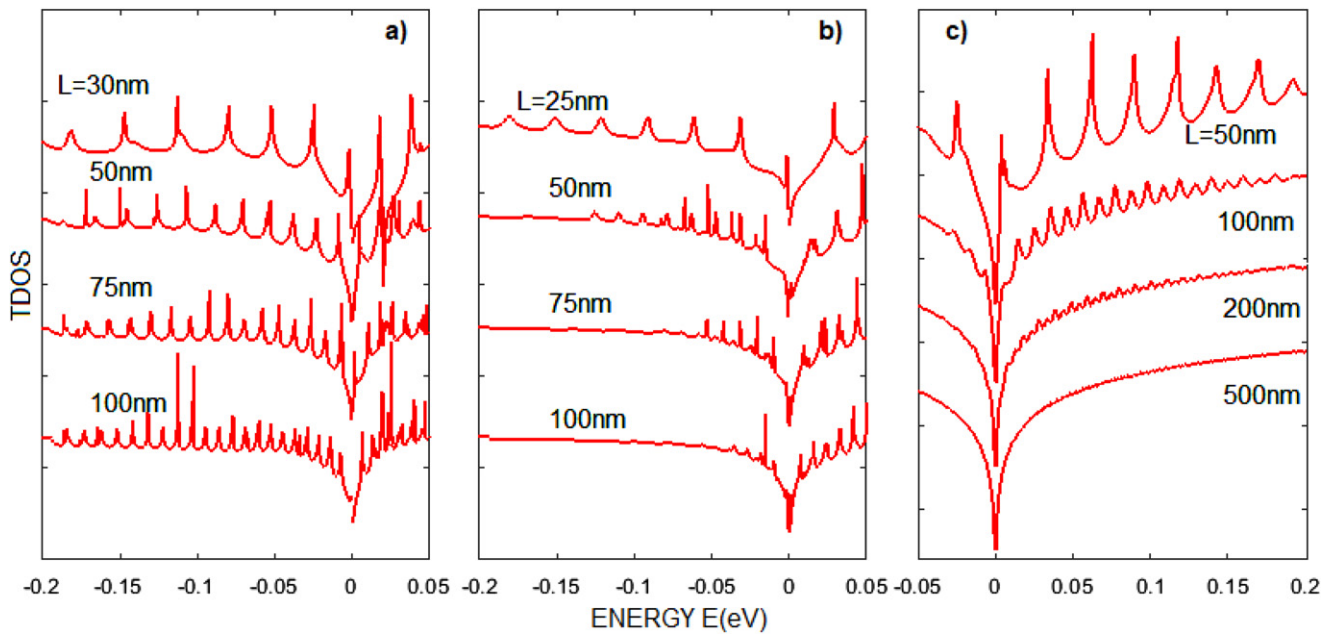 a)
L=30nm
50nm
75nm
100nm
b)
L=25nm
50nm
75nm
100nm
c)
L=50nm
100nm
200nm
500nm
TDOS
-0.2 -0.15 -0.1 -0.05 0 0.05
-0.2 -0.15 -0.1 -0.05 0 0.05
-0.05 0 0.05 0.1 0.15 0.2
ENERGY E(eV)